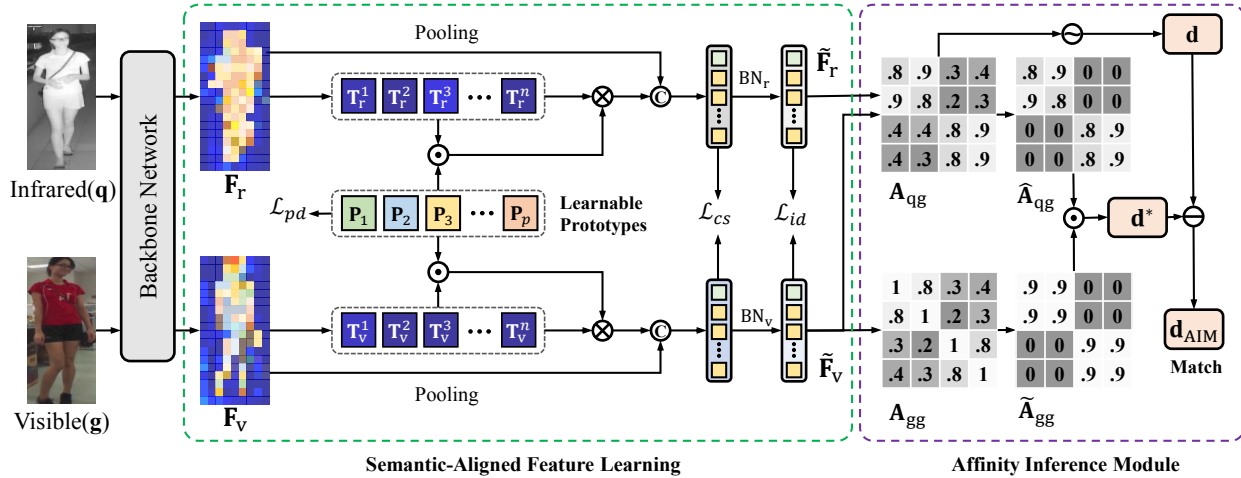 Infrared(q)
Visible(g)
Backbone Network
F_r
F_v
Pooling
T_r^1 T_r^2 T_r^3 ··· T_r^n
⊗
C
⊙
ℒ_pd
P_1 P_2 P_3 ··· P_p
Learnable
Prototypes
⊙
T_v^1 T_v^2 T_v^3 ··· T_v^n
⊗
C
Pooling
BN_r
F̃_r
ℒ_cs
ℒ_id
BN_v
F̃_v
Semantic-Aligned Feature Learning
~
d
.8 .9 .3 .4
.9 .8 .2 .3
.4 .4 .8 .9
.4 .3 .8 .9
A_qg
.8 .9 0 0
.9 .8 0 0
0 0 .8 .9
0 0 .8 .9
Â_qg
⊙
d*
⊖
1 .8 .3 .4
.8 1 .2 .3
.3 .2 1 .8
.4 .3 .8 1
A_gg
.9 .9 0 0
.9 .9 0 0
0 0 .9 .9
0 0 .9 .9
Ã_gg
d_AIM
Match
Affinity Inference Module